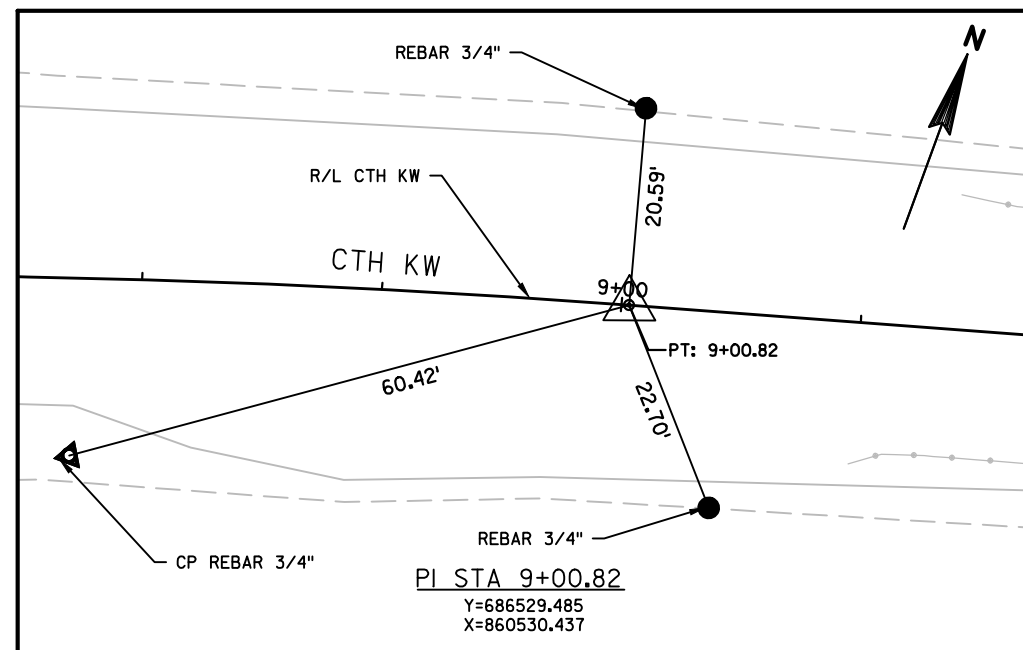 N
REBAR 3/4"
R/L CTH KW
20.59'
CTH KW
9+00
PT: 9+00.82
60.42'
22.70'
REBAR 3/4"
CP REBAR 3/4"
PI STA 9+00.82
Y=686529.485
X=860530.437